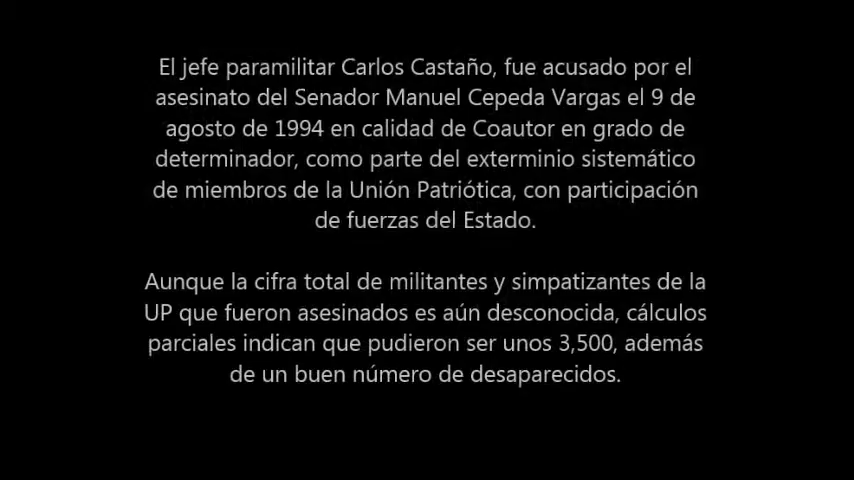 El jefe paramilitar Carlos Castaño, fue acusado por el
asesinato del Senador Manuel Cepeda Vargas el 9 de
agosto de 1994 en calidad de Coautor en grado de
determinador, como parte del exterminio sistemático
de miembros de la Unión Patriótica, con participación
de fuerzas del Estado.
Aunque la cifra total de militantes y simpatizantes de la
UP que fueron asesinados es aún desconocida, cálculos
parciales indican que pudieron ser unos 3,500, además
de un buen número de desaparecidos.